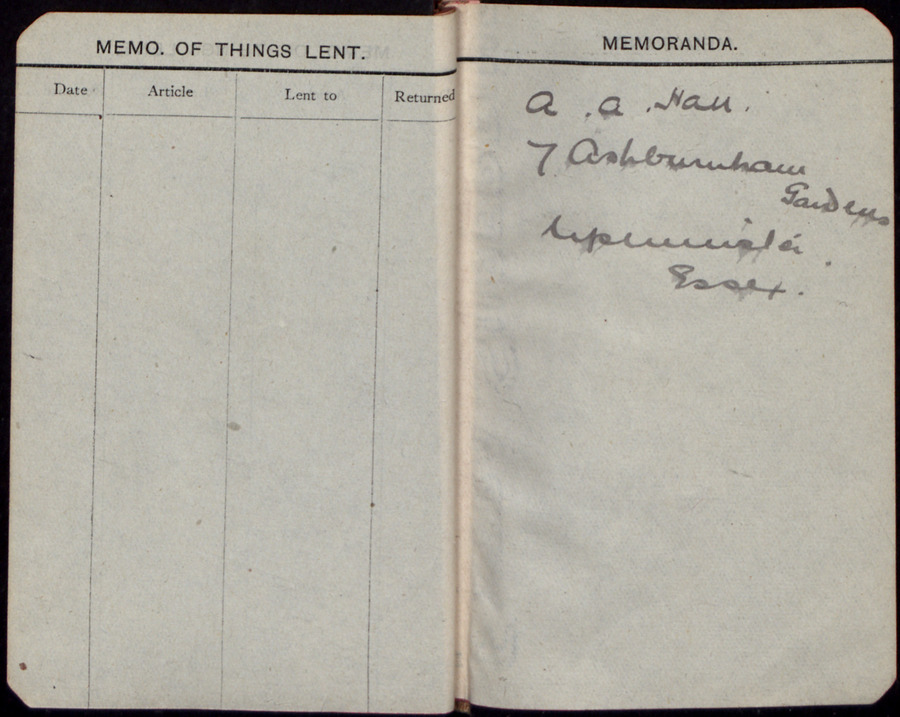 MEMO. OF THINGS LENT.
Date Article Lent to Returned
MEMORANDA.
A. A. Hall.
7 Ashburnham
Gardens
Upminster.
Essex.